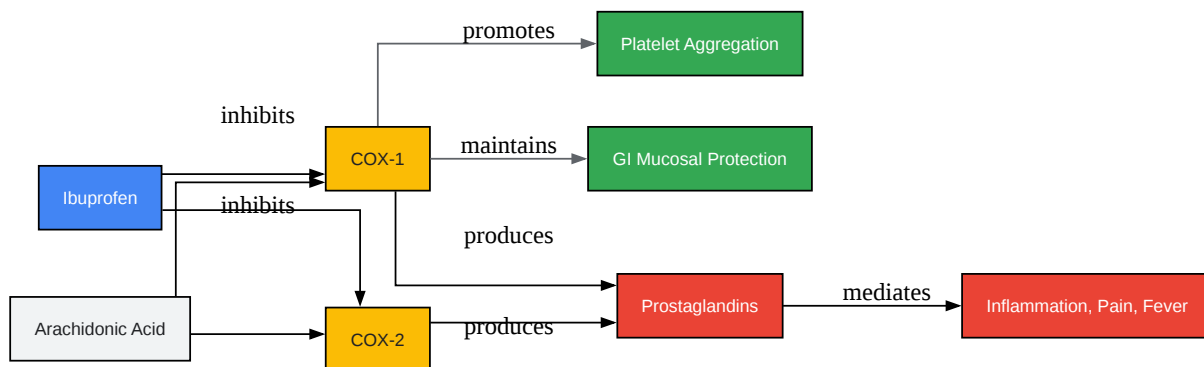 promotes
Platelet Aggregation
inhibits
COX-1
maintains
GI Mucosal Protection
Ibuprofen
inhibits
produces
Prostaglandins
mediates
Inflammation, Pain, Fever
Arachidonic Acid
COX-2
produces